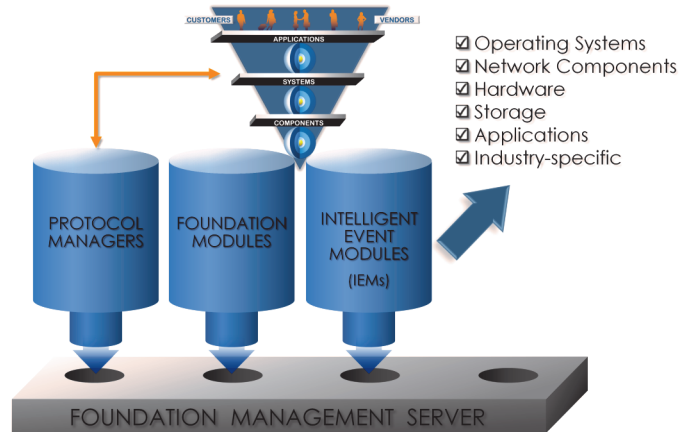 CUSTOMERS
VENDORS
APPLICATIONS
SYSTEMS
COMPONENTS
☑ Operating Systems
☑ Network Components
☑ Hardware
☑ Storage
☑ Applications
☑ Industry-specific
PROTOCOL
MANAGERS
FOUNDATION
MODULES
INTELLIGENT
EVENT
MODULES
(IEMs)
FOUNDATION MANAGEMENT SERVER